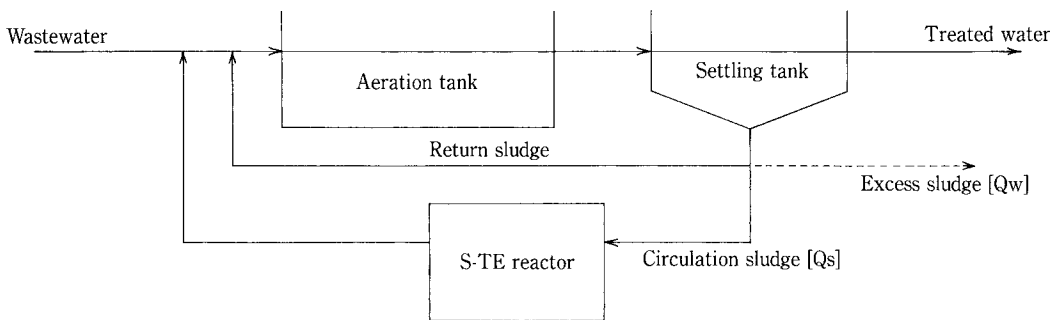 Wastewater
Treated water
Aeration tank
Settling tank
Return sludge
Excess sludge [Qw]
S-TE reactor
Circulation sludge [Qs]